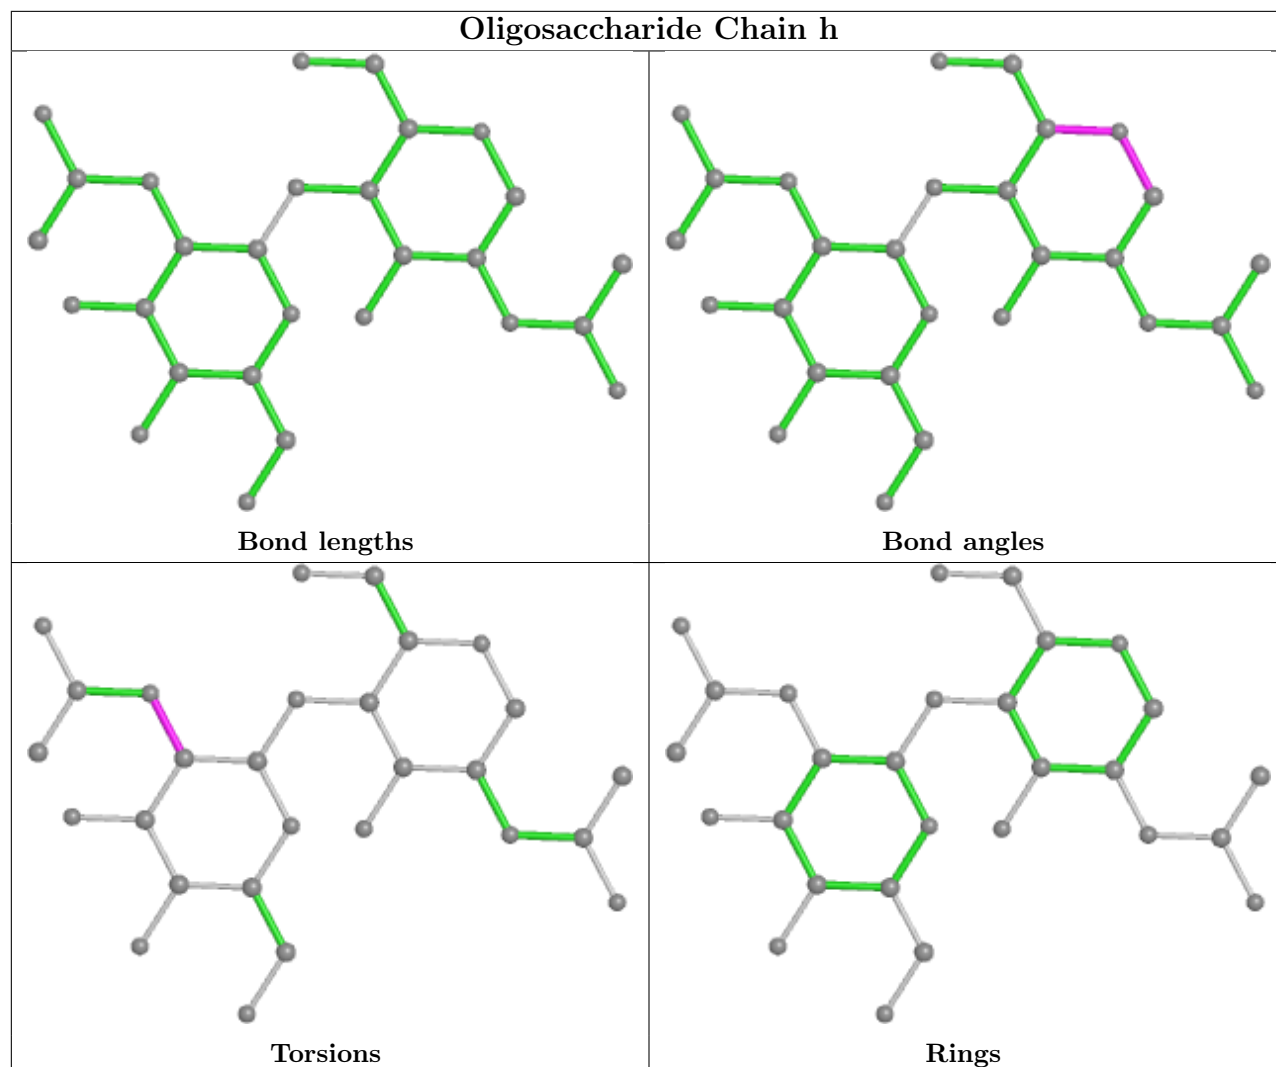 Oligosaccharide Chain h
Bond lengths
Bond angles
Torsions
Rings